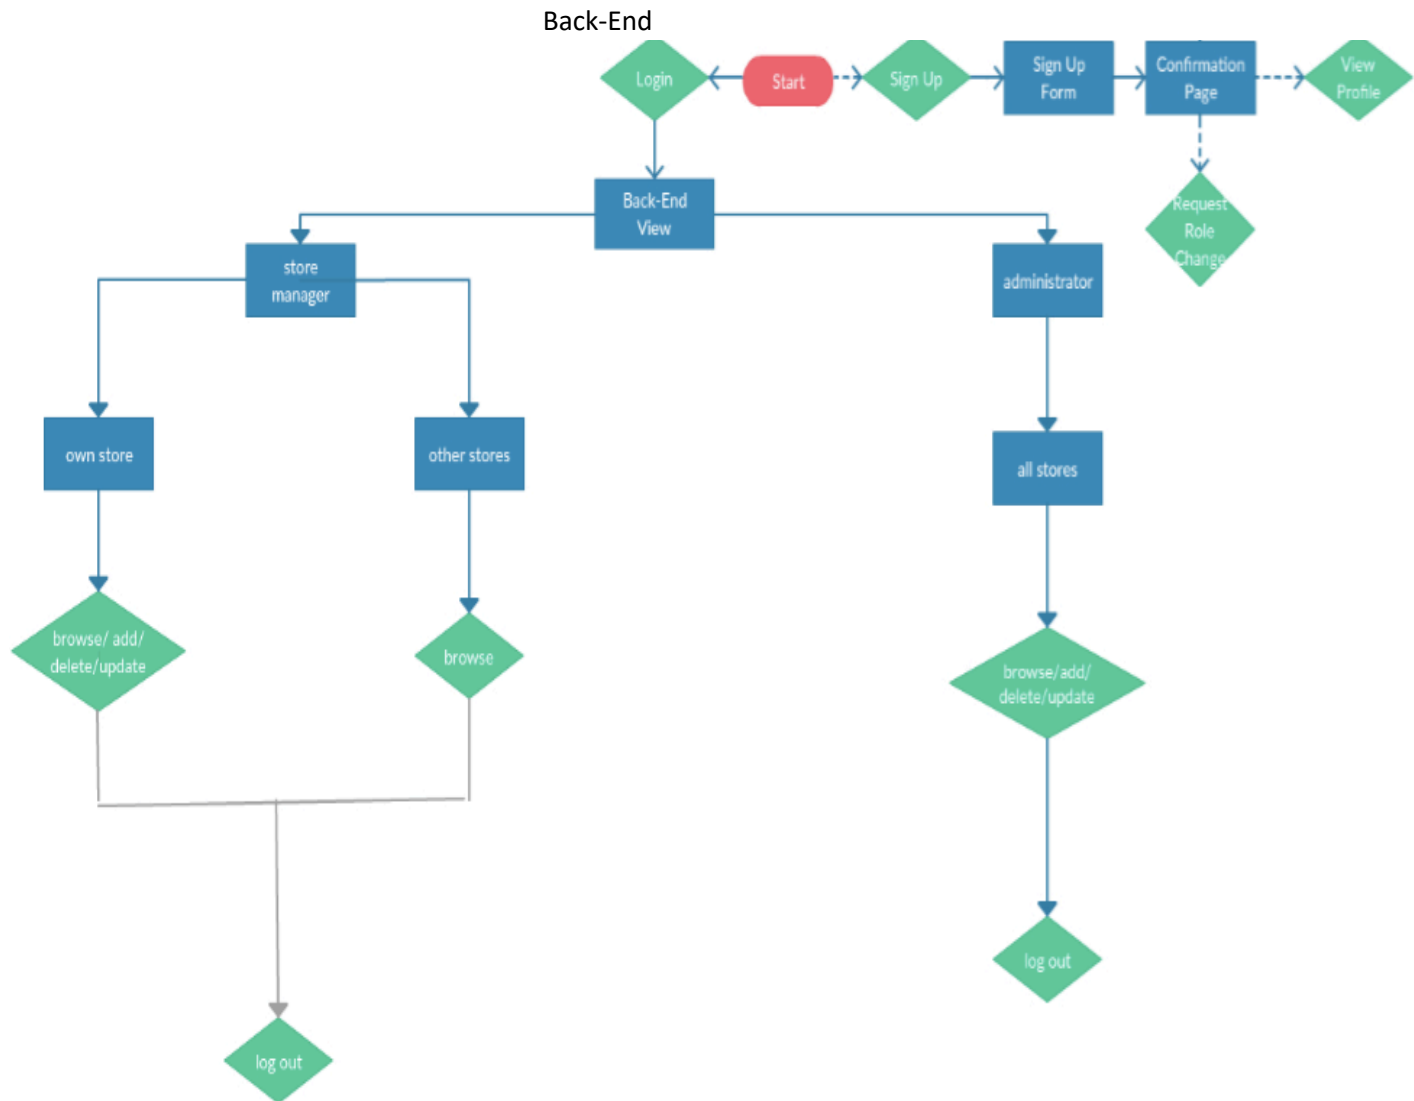 Back-End
Login
Start
Sign Up
Sign Up
Form
Confirmation
Page
View
Profile
Back-End
View
Request
Role
Change
store
manager
administrator
own store
other stores
all stores
browse/ add/
delete/update
browse
browse/add/
delete/update
log out
log out